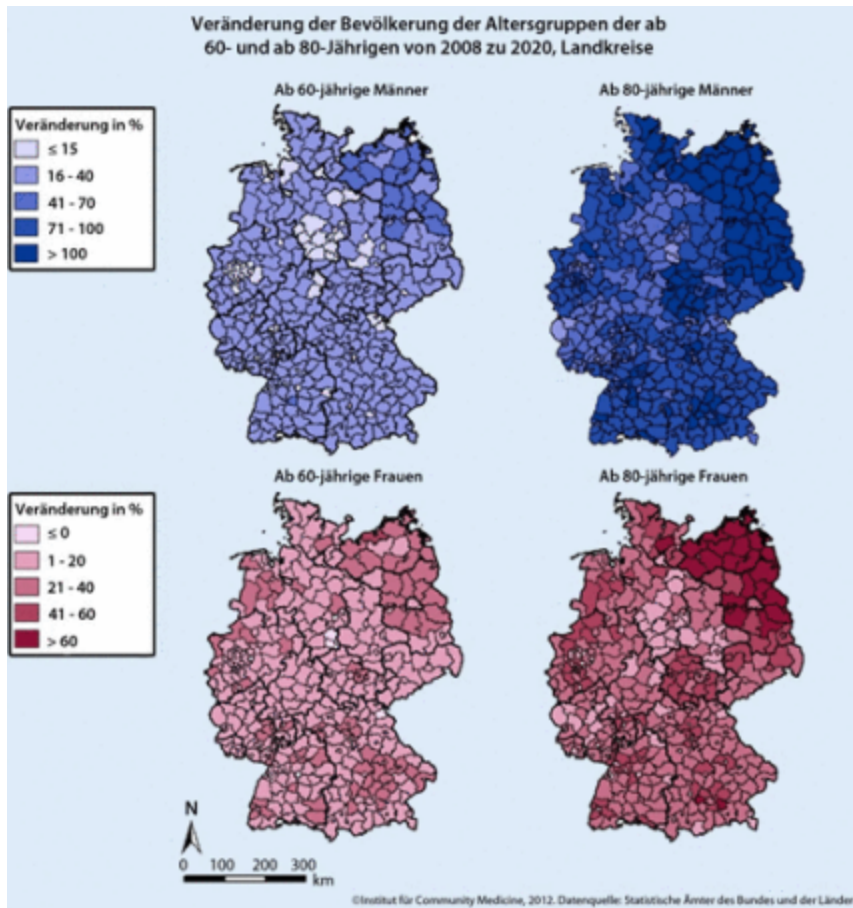 Veränderung der Bevölkerung der Altersgruppen der ab
60- und ab 80-Jährigen von 2008 zu 2020, Landkreise
Ab 60-jährige Männer
Ab 80-jährige Männer
Veränderung in %
≤ 15
16 - 40
41 - 70
71 - 100
> 100
Ab 60-jährige Frauen
Ab 80-jährige Frauen
Veränderung in %
≤ 0
1 - 20
21 - 40
41 - 60
> 60
N
0 100 200 300
km
©Institut für Community Medicine, 2012. Datenquelle: Statistische Ämter des Bundes und der Länder